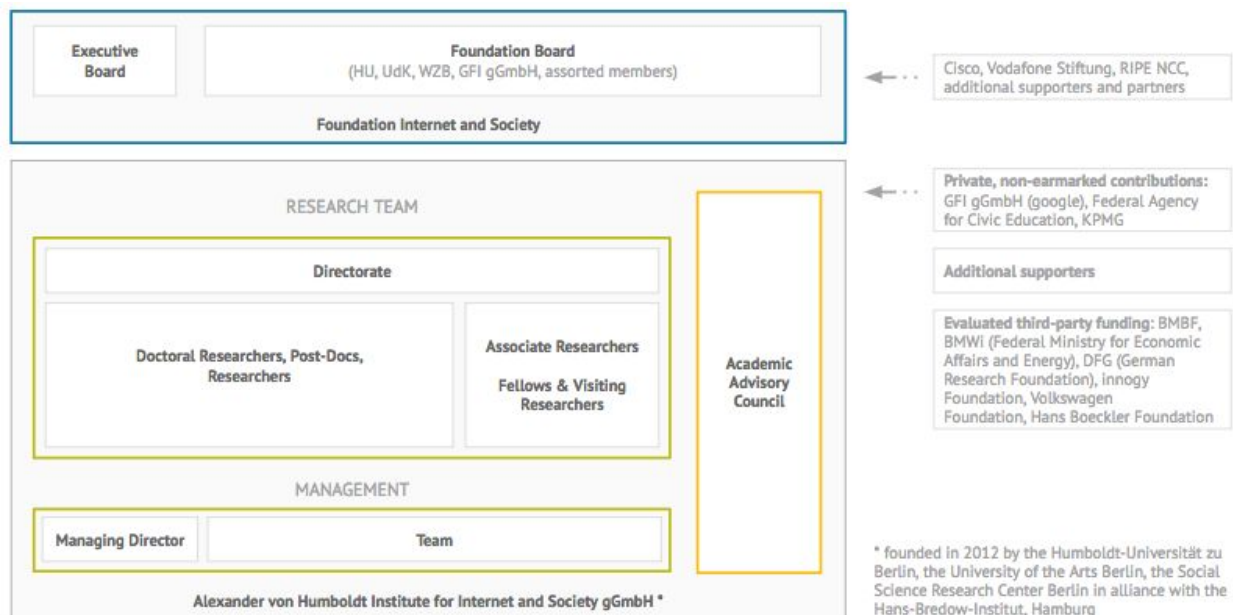 Executive
Board
Foundation Board
(HU, UdK, WZB, GFI gGmbH, assorted members)
Foundation Internet and Society
Cisco, Vodafone Stiftung, RIPE NCC,
additional supporters and partners
RESEARCH TEAM
Directorate
Doctoral Researchers, Post-Docs,
Researchers
Associate Researchers
Fellows & Visiting
Researchers
Academic
Advisory
Council
MANAGEMENT
Managing Director
Team
Alexander von Humboldt Institute for Internet and Society gGmbH *
Private, non-earmarked contributions:
GFI gGmbH (google), Federal Agency
for Civic Education, KPMG
Additional supporters
Evaluated third-party funding: BMBF,
BMWi (Federal Ministry for Economic
Affairs and Energy), DFG (German
Research Foundation), innogy
Foundation, Volkswagen
Foundation, Hans Boeckler Foundation
* founded in 2012 by the Humboldt-Universität zu
Berlin, the University of the Arts Berlin, the Social
Science Research Center Berlin in alliance with the
Hans-Bredow-Institut, Hamburg